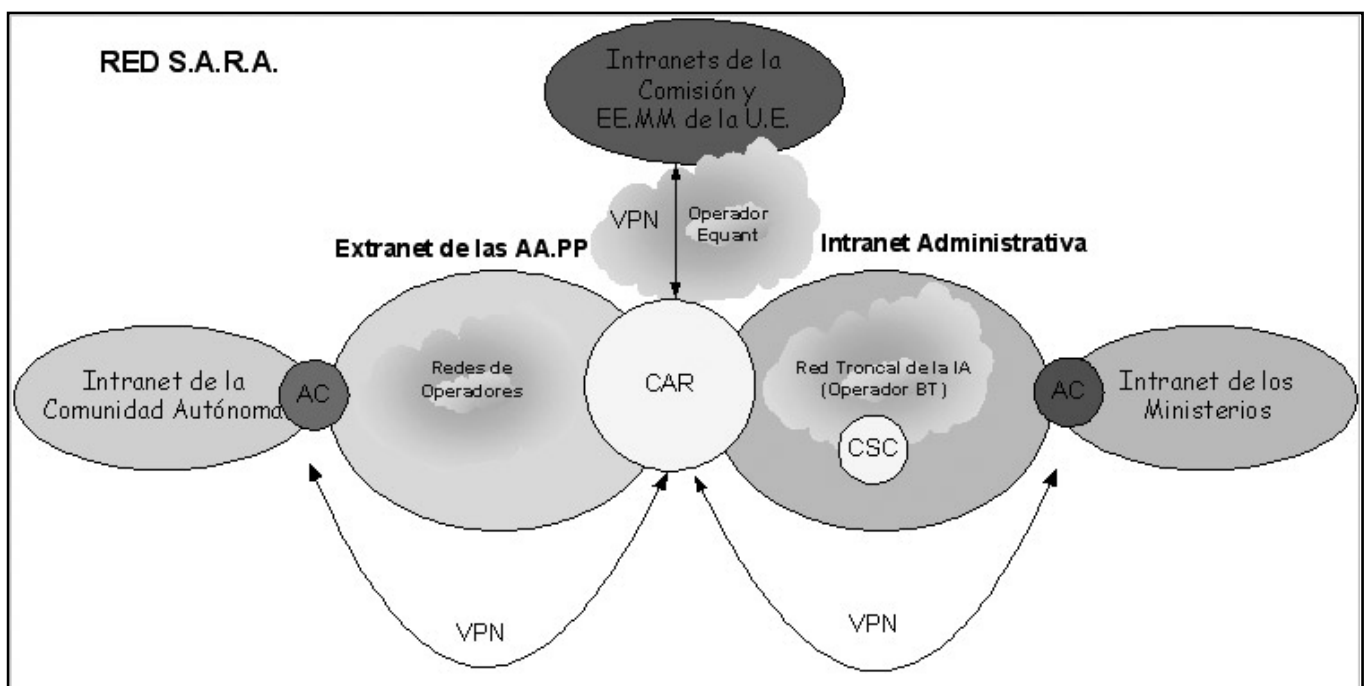 RED S.A.R.A.
Intranets de la
Comisión y
EE.MM de la U.E.
VPN
Operador
Equant
Extranet de las AA.PP
Intranet Administrativa
Intranet de la
Comunidad Autónoma
AC
Redes de
Operadores
CAR
Red Troncal de la IA
(Operador BT)
CSC
AC
Intranet de los
Ministerios
VPN
VPN